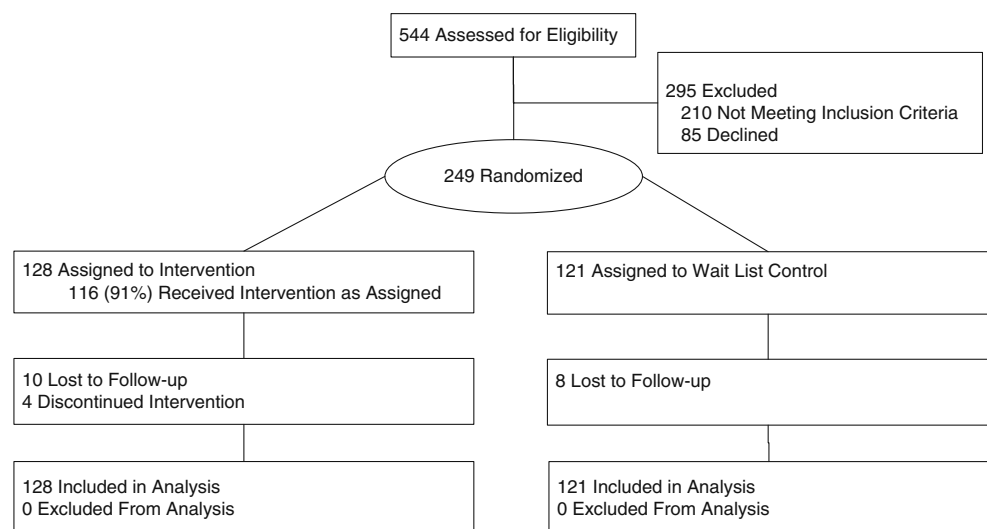 544 Assessed for Eligibility
295 Excluded
210 Not Meeting Inclusion Criteria
85 Declined
249 Randomized
128 Assigned to Intervention
116 (91%) Received Intervention as Assigned
121 Assigned to Wait List Control
10 Lost to Follow-up
4 Discontinued Intervention
8 Lost to Follow-up
128 Included in Analysis
0 Excluded From Analysis
121 Included in Analysis
0 Excluded From Analysis